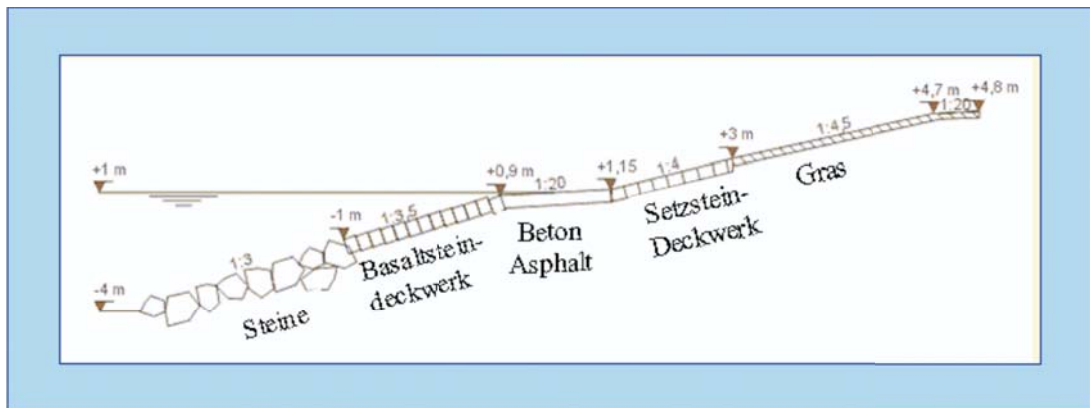 +1 m
-4 m
1:3
Steine
-1 m
1:3,5
Basaltstein-
deckwerk
+0,9 m
1:20
Beton
Asphalt
+1,15
1:4
Setzstein-
Deckwerk
+3 m
1:4,5
Gras
+4,7 m
1:20
+4,8 m